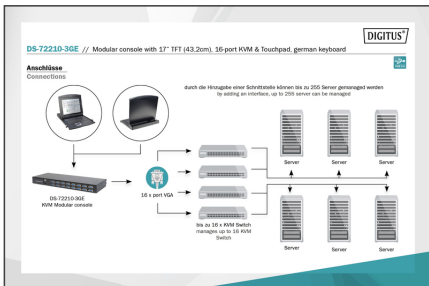 DIGITUS®
DS-72210-3GE // Modular console with 17" TFT (43.2cm), 16-port KVM & Touchpad, german keyboard
Anschlüsse
Connections
durch die Hinzugabe einer Schnittstelle können bis zu 255 Server gemanaged werden
by adding an interface, up to 255 server can be managed
Server
Server
Server
DS-72210-3GE
KVM Modular console
16 x port VGA
bis zu 16 x KVM Switch
manages up to 16 KVM
Switch
Server
Server
Server